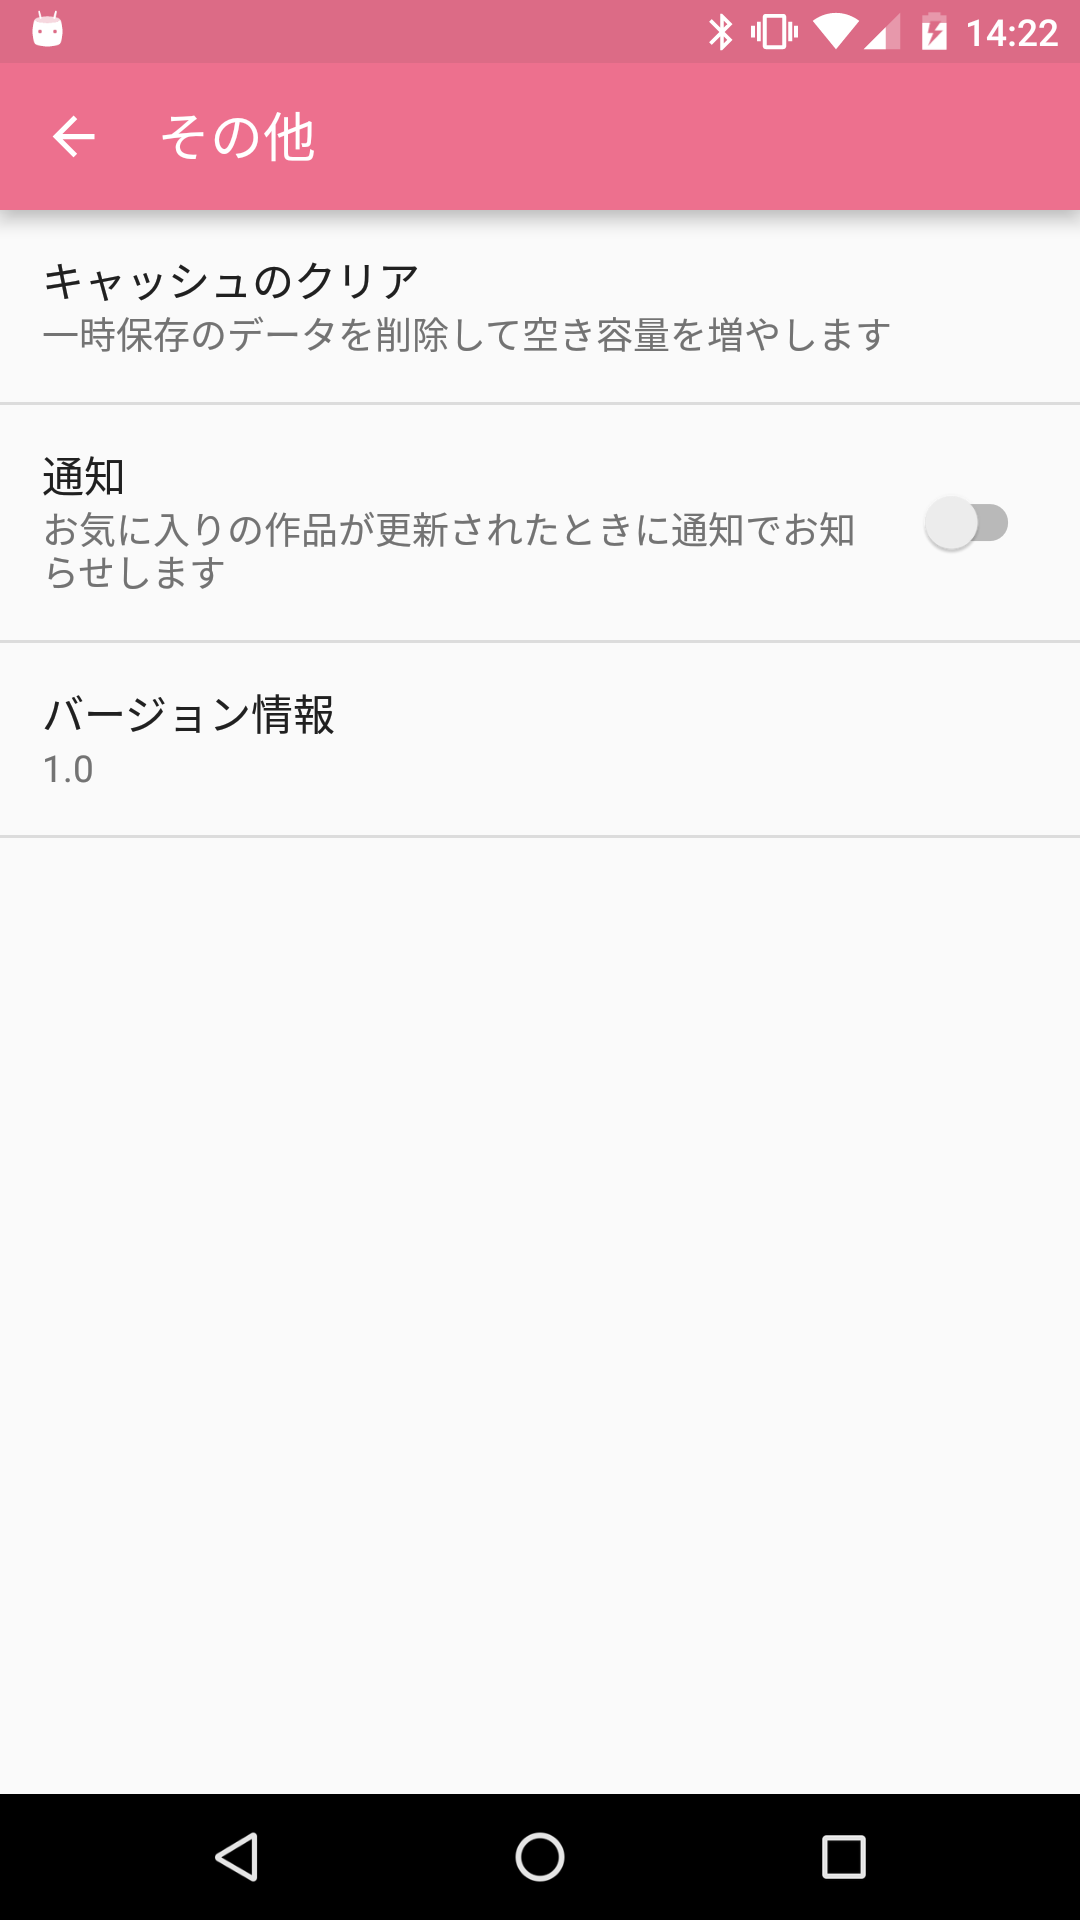 14:22
その他
キャッシュのクリア
一時保存のデータを削除して空き容量を増やします
通知
お気に入りの作品が更新されたときに通知でお知
らせします
バージョン情報
1.0